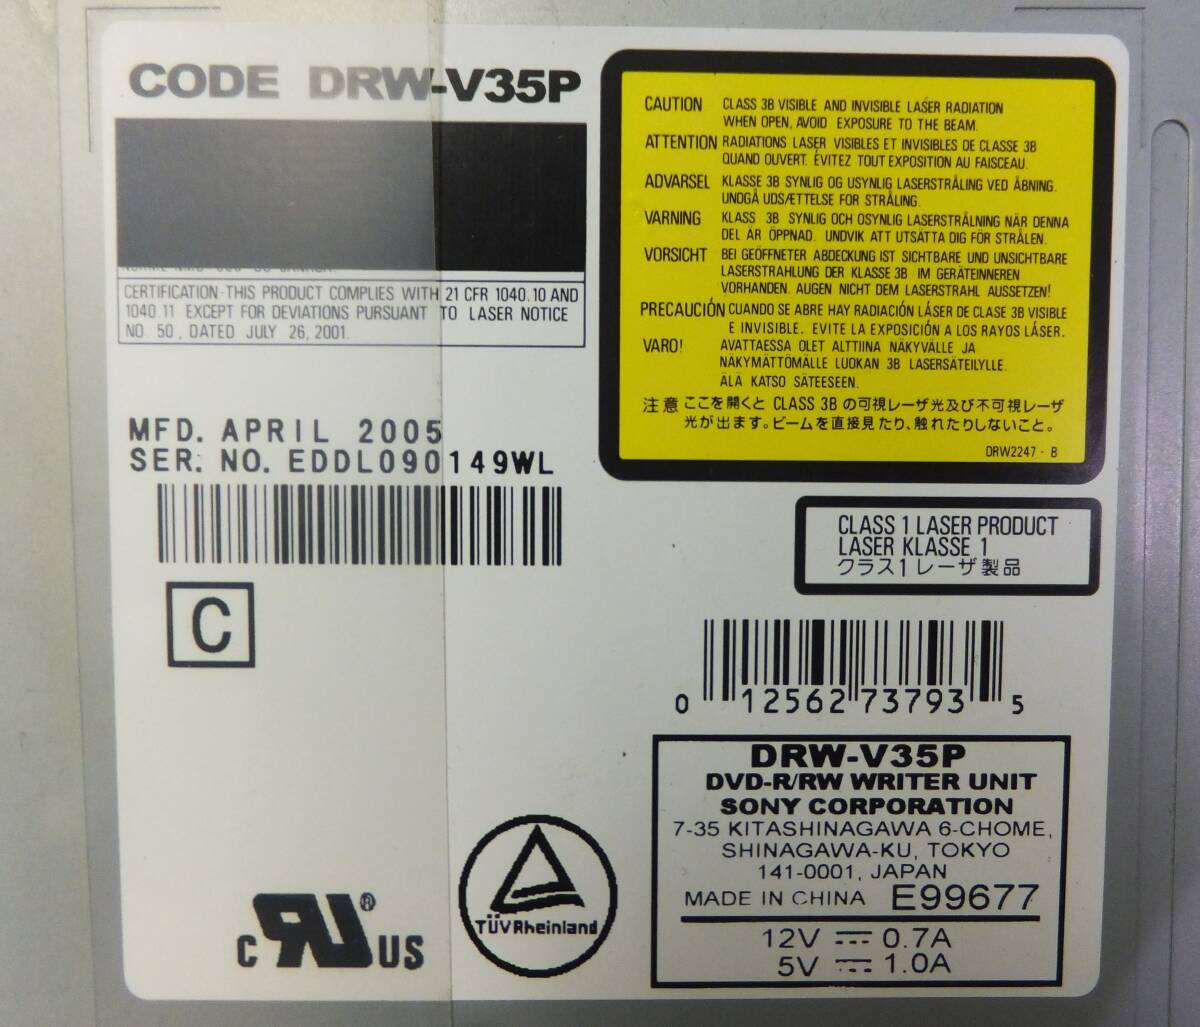 CODE DRW-V35P
CERTIFICATION-THIS PRODUCT COMPLIES WITH 21 CFR 1040.10 AND
1040.11 EXCEPT FOR DEVIATIONS PURSUANT TO LASER NOTICE
NO. 50, DATED JULY 26, 2001.
MFD. APRIL 2005
SER. NO. EDDL090149WL
C
CAUTION CLASS 3B VISIBLE AND INVISIBLE LASER RADIATION
WHEN OPEN, AVOID EXPOSURE TO THE BEAM.
ATTENTION RADIATIONS LASER VISIBLES ET INVISIBLES DE CLASSE 3B
QUAND OUVERT. ÉVITEZ TOUT EXPOSITION AU FAISCEAU.
ADVARSEL KLASSE 3B SYNLIG OG USYNLIG LASERSTRÅLING VED ÅBNING.
UNDGÅ UDSÆTTELSE FOR STRÅLING.
VARNING KLASS 3B SYNLIG OCH OSYNLIG LASERSTRÅLNING NÄR DENNA
DEL ÄR ÖPPNAD. UNDVIK ATT UTSÄTTA DIG FÖR STRÅLEN.
VORSICHT BEI GEÖFFNETER ABDECKUNG IST SICHTBARE UND UNSICHTBARE
LASERSTRAHLUNG DER KLASSE 3B IM GERÄTEINNEREN
VORHANDEN. AUGEN NICHT DEM LASERSTRAHL AUSSETZEN!
PRECAUCIÓN CUANDO SE ABRE HAY RADIACIÓN LÁSER DE CLASE 3B VISIBLE
E INVISIBLE. EVITE LA EXPOSICIÓN A LOS RAYOS LÁSER.
VARO! AVATTAESSA OLET ALTTIINA NÄKYVÄLLE JA
NÄKYMÄTTÖMÄLLE LUOKAN 3B LASERSÄTEILYLLE.
ÄLÄ KATSO SÄTEESEEN.
注意 ここを開くと CLASS 3B の可視レーザ光及び不可視レーザ
光が出ます。ビームを直接見たり、触れたりしないこと。
DRW2247 - B
CLASS 1 LASER PRODUCT
LASER KLASSE 1
クラス1 レーザ製品
0 12562 73793 5
DRW-V35P
DVD-R/RW WRITER UNIT
SONY CORPORATION
7-35 KITASHINAGAWA 6-CHOME,
SHINAGAWA-KU, TOKYO
141-0001, JAPAN
MADE IN CHINA E99677
12V ⎓ 0.7A
5V ⎓ 1.0A
TÜVRheinland
C RU® US